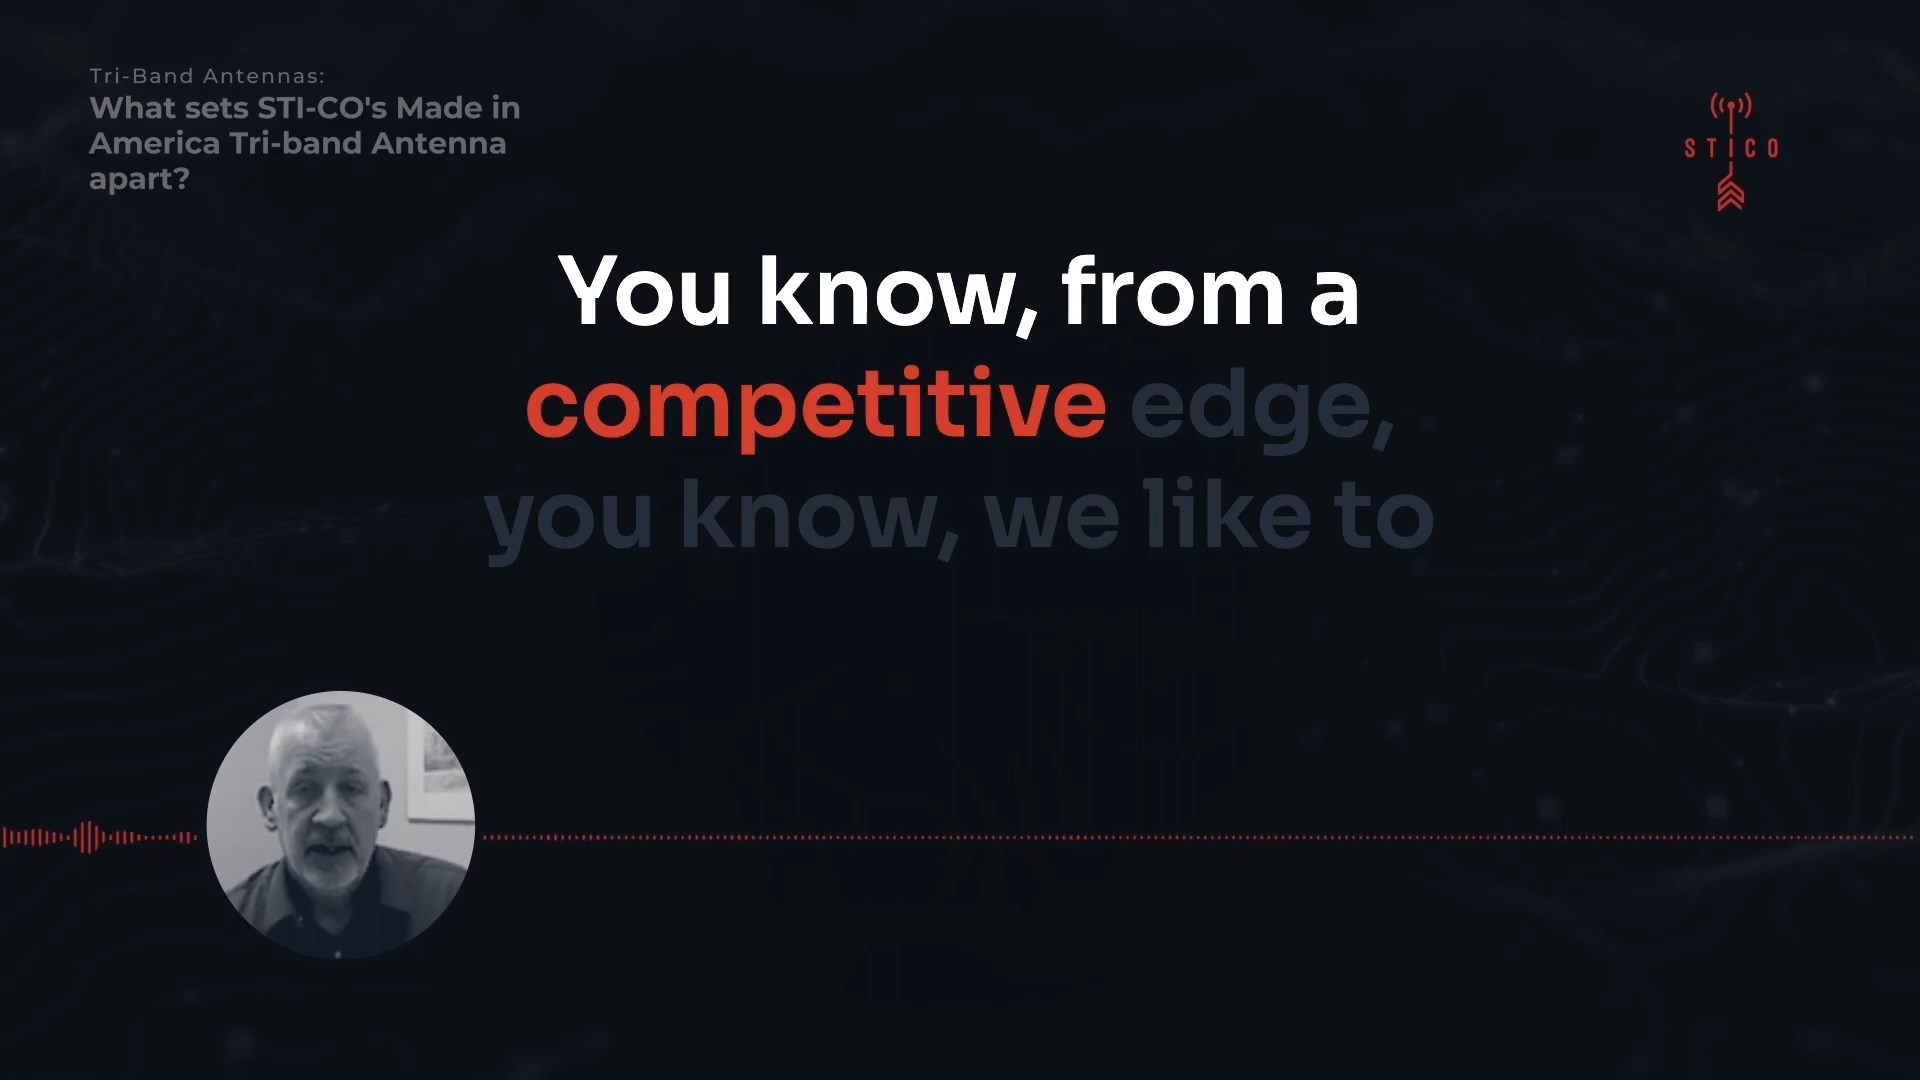 Tri-Band Antennas:
What sets STI-CO's Made in
America Tri-band Antenna
apart?
STICO
You know, from a
competitive edge,
you know, we like to